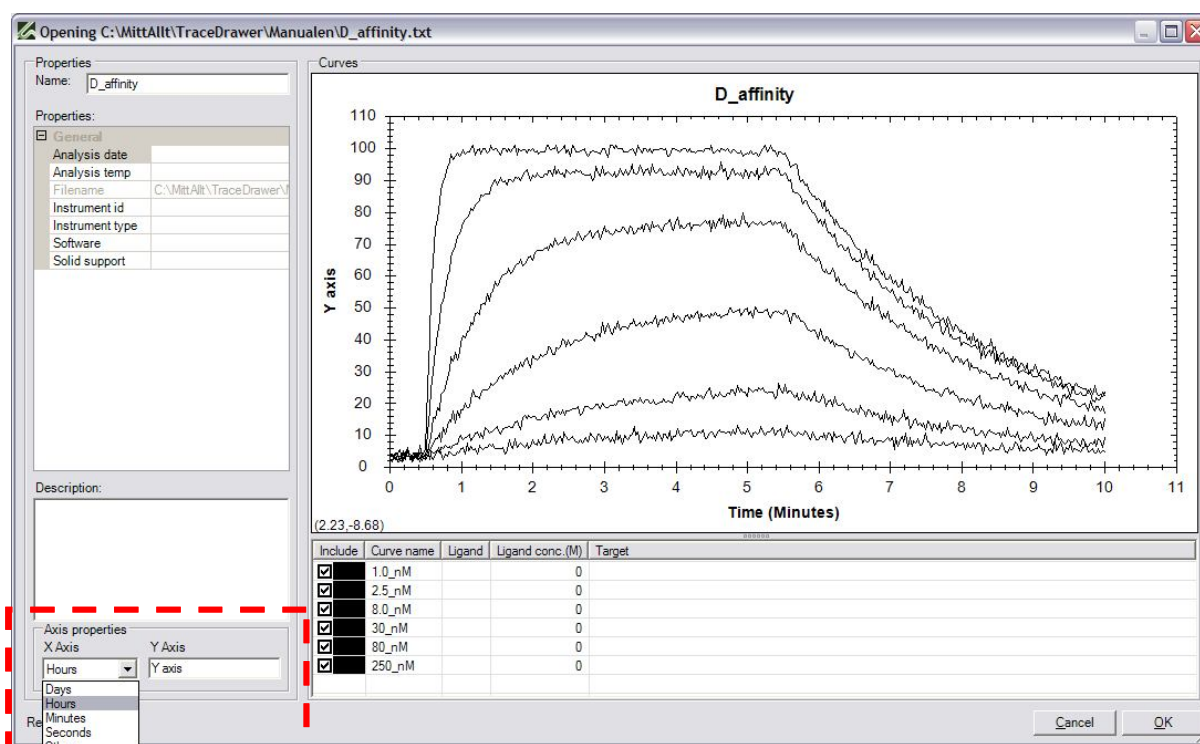 Opening C:\MittAllt\TraceDrawer\Manualen\D_affinity.txt
Properties
Name: D_affinity
Properties:
General
Analysis date
Analysis temp
Filename C:\MittAllt\TraceDrawer\
Instrument id
Instrument type
Software
Solid support
Description:
Axis properties
X Axis Y Axis
Hours Y axis
Days
Hours
Minutes
Seconds
Curves
D_affinity
Y axis
110
100
90
80
70
60
50
40
30
20
10
0
0 1 2 3 4 5 6 7 8 9 10 11
Time (Minutes)
(2.23,-8.68)
Include Curve name Ligand Ligand conc.(M) Target
1.0_nM 0
2.5_nM 0
8.0_nM 0
30_nM 0
80_nM 0
250_nM 0
Cancel OK